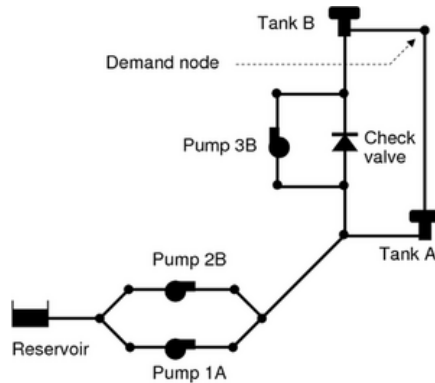 Tank B
Demand node
Pump 3B
Check
valve
Tank A
Pump 2B
Reservoir
Pump 1A